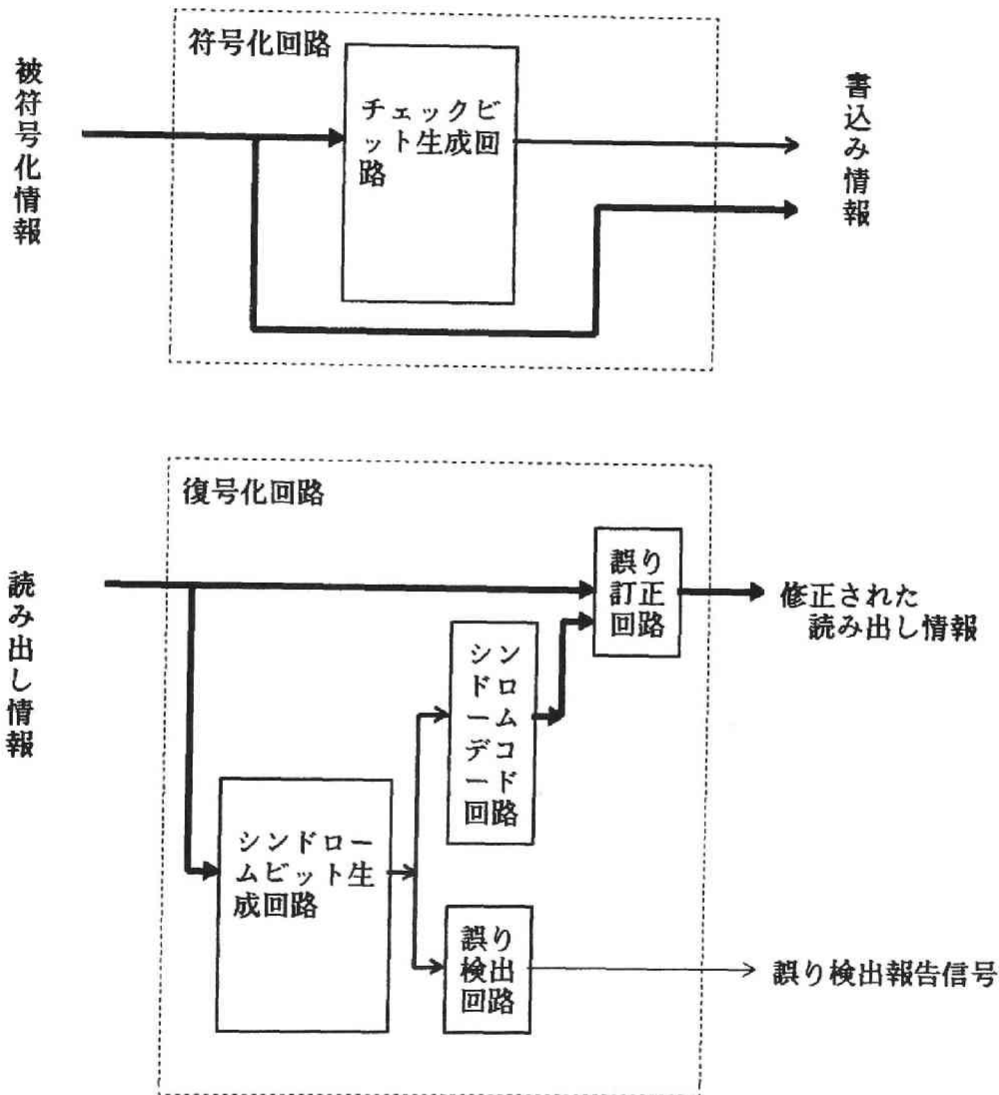 符号化回路
被符号化情報
チェックビ
ット生成回
路
書込み情報
復号化回路
読み出し情報
誤り
訂正
回路
修正された
読み出し情報
シン
ドロ
ーム
デコ
ード
回路
シンドロー
ムビット生
成回路
誤り
検出
回路
誤り検出報告信号